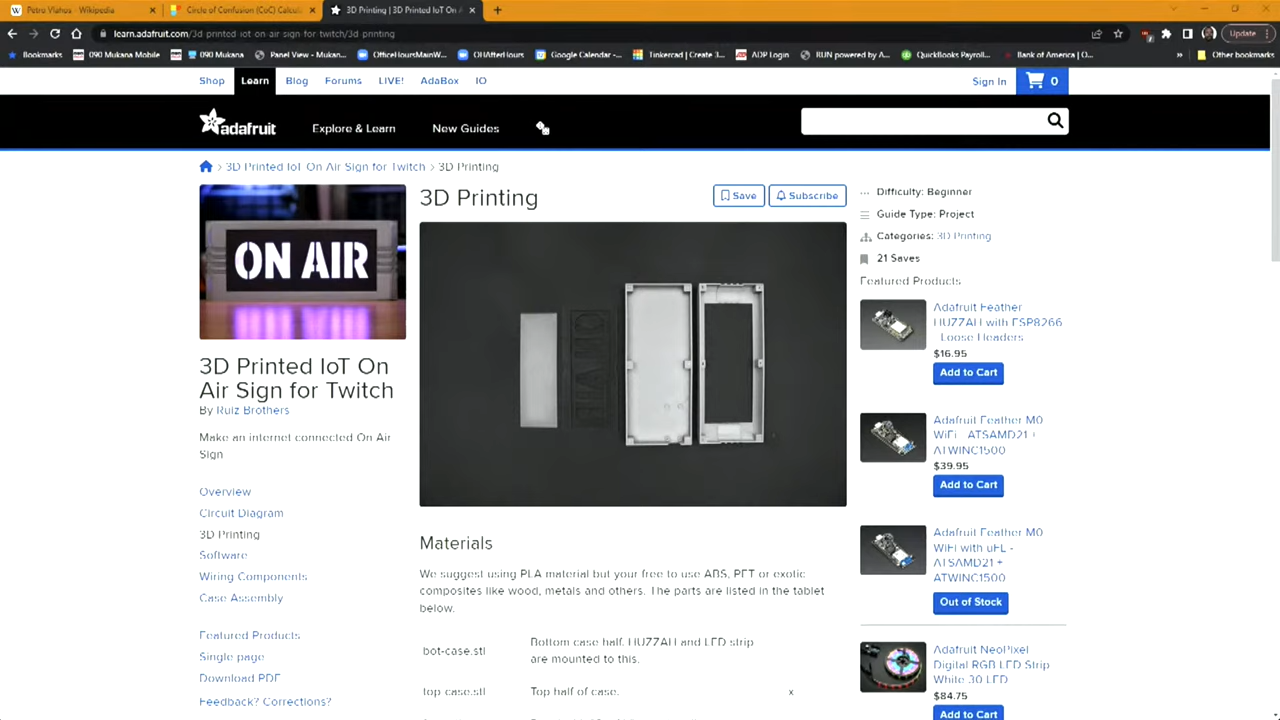 Petro Vlahos - Wikipedia
Circle of Confusion (CoC) Calcul
3D Printing | 3D Printed IoT On A
learn.adafruit.com/3d-printed-iot-on-air-sign-for-twitch/3d-printing
Update
Bookmarks
090 Mukana Mobile
090 Mukana
Panel View - Mukan...
OfficeHoursMainW...
OHAfterHours
Google Calendar -...
Tinkercad | Create 3...
ADP Login
RUN powered by A...
QuickBooks Payroll...
Bank of America | O...
»
Other bookmarks
Shop
Learn
Blog
Forums
LIVE!
AdaBox
IO
Sign In
0
adafruit
Explore & Learn
New Guides
3D Printed IoT On Air Sign for Twitch > 3D Printing
ON AIR
3D Printed IoT On
Air Sign for Twitch
By Ruiz Brothers
Make an internet connected On Air
Sign
Overview
Circuit Diagram
3D Printing
Software
Wiring Components
Case Assembly
Featured Products
Single page
Download PDF
Feedback? Corrections?
3D Printing
Save
Subscribe
Materials
We suggest using PLA material but your free to use ABS, PET or exotic
composites like wood, metals and others. The parts are listed in the tablet
below.
bot-case.stl
Bottom case half. HUZZAH and LED strip
are mounted to this.
top-case.stl
Top half of case.
x
Difficulty: Beginner
Guide Type: Project
Categories: 3D Printing
21 Saves
Featured Products
Adafruit Feather
HUZZAH with ESP8266
- Loose Headers
$16.95
Add to Cart
Adafruit Feather M0
WiFi - ATSAMD21 +
ATWINC1500
$39.95
Add to Cart
Adafruit Feather M0
WiFi with uFL -
ATSAMD21 +
ATWINC1500
Out of Stock
Adafruit NeoPixel
Digital RGB LED Strip
White 30 LED
$84.75
Add to Cart